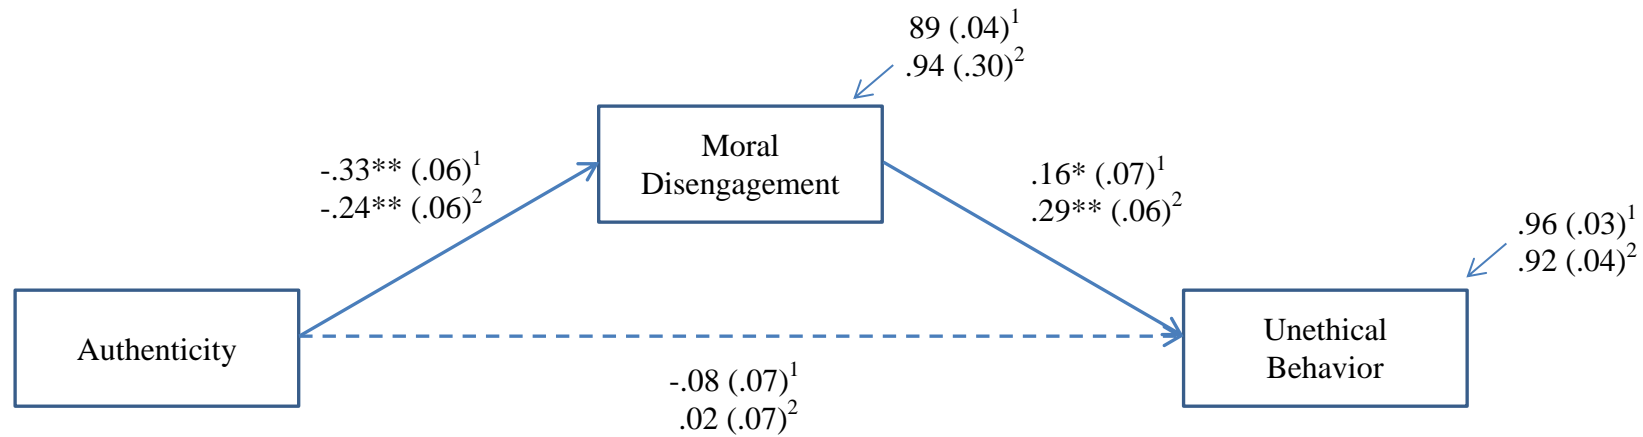 89 (.04)¹
.94 (.30)²
Moral
Disengagement
-.33** (.06)¹
-.24** (.06)²
.16* (.07)¹
.29** (.06)²
.96 (.03)¹
.92 (.04)²
Authenticity
Unethical
Behavior
-.08 (.07)¹
.02 (.07)²